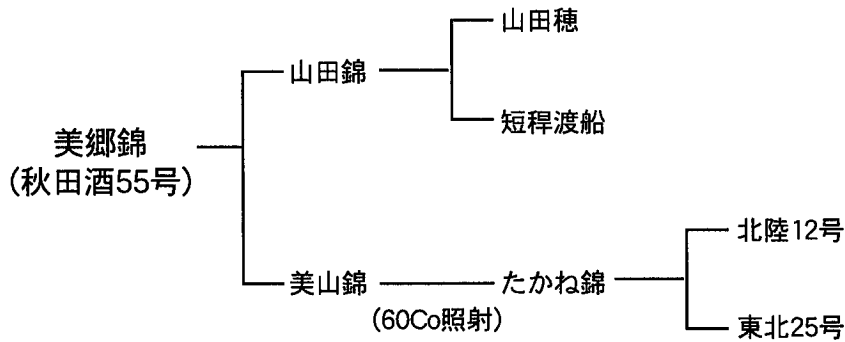 美郷錦
(秋田酒55号)
山田錦
山田穂
短稈渡船
美山錦
(60Co照射)
たかね錦
北陸12号
東北25号